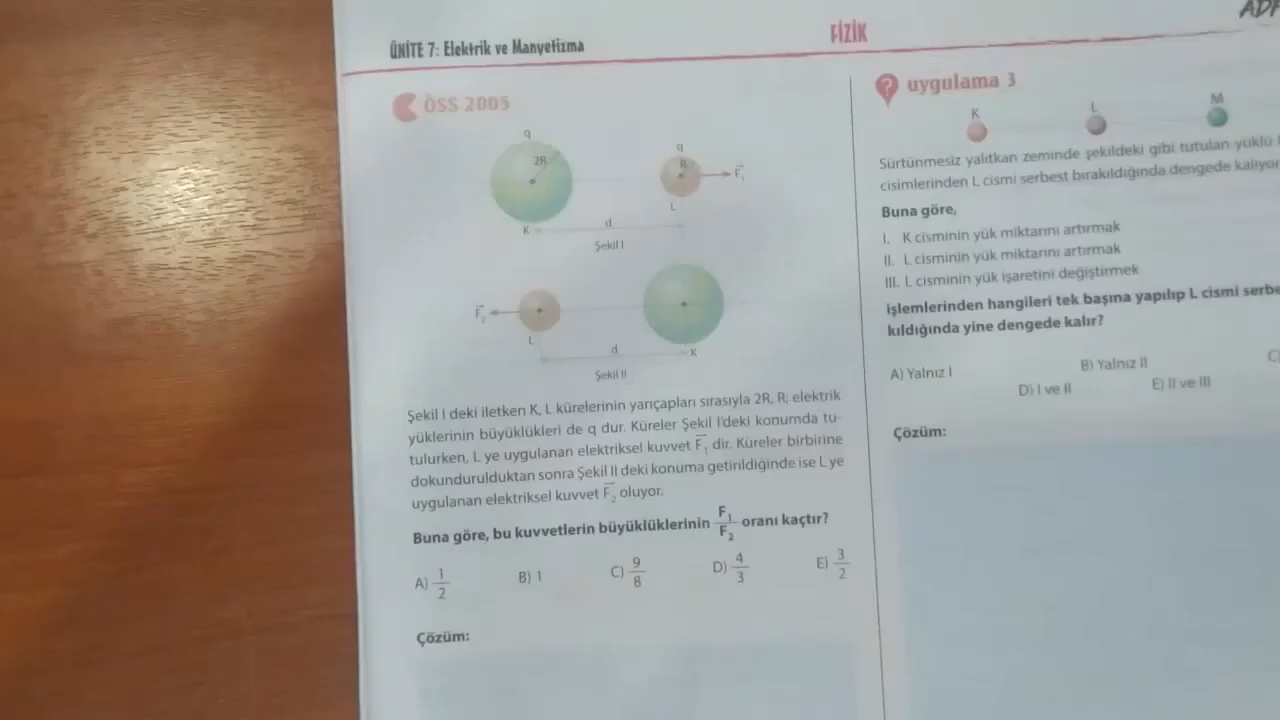 ÜNİTE 7: Elektrik ve Manyetizma
FİZİK
ÖSS 2005
q
2R
K
q
R
F₁
L
d
Şekil I
F₂
L
d
K
Şekil II
Şekil I deki iletken K, L kürelerinin yarıçapları sırasıyla 2R, R; elektrik
yüklerinin büyüklükleri de q dur. Küreler Şekil I'deki konumda tu-
tulurken, L ye uygulanan elektriksel kuvvet F₁ dir. Küreler birbirine
dokundurulduktan sonra Şekil II deki konuma getirildiğinde ise L ye
uygulanan elektriksel kuvvet F₂ oluyor.
Buna göre, bu kuvvetlerin büyüklüklerinin F₁/F₂ oranı kaçtır?
A) 1/2 B) 1 C) 9/8 D) 4/3 E) 3/2
Çözüm:
uygulama 3
K L M
Sürtünmesiz yalıtkan zeminde şekildeki gibi tutulan yüklü
cisimlerinden L cismi serbest bırakıldığında dengede kalıyor
Buna göre,
I. K cisminin yük miktarını artırmak
II. L cisminin yük miktarını artırmak
III. L cisminin yük işaretini değiştirmek
işlemlerinden hangileri tek başına yapılıp L cismi serbe
kıldığında yine dengede kalır?
A) Yalnız I B) Yalnız II C)
D) I ve II E) II ve III
Çözüm: